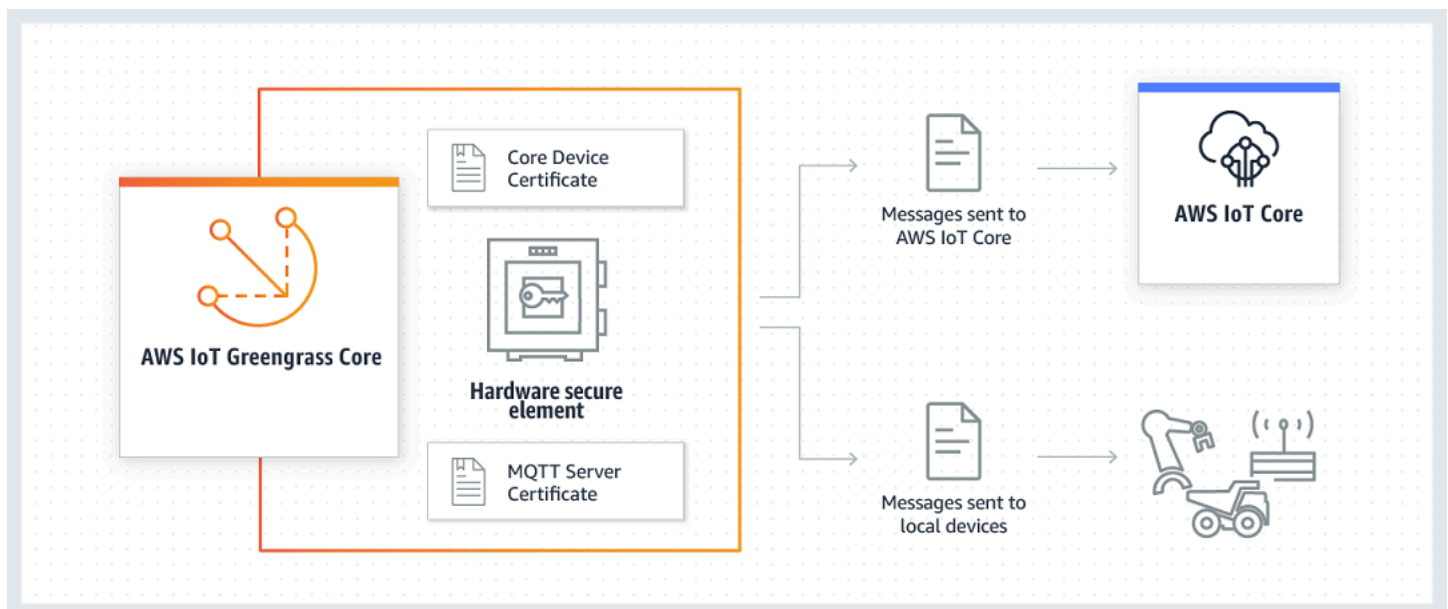 Core Device
Certificate
AWS IoT Greengrass Core
Hardware secure
element
MQTT Server
Certificate
Messages sent to
AWS IoT Core
AWS IoT Core
Messages sent to
local devices